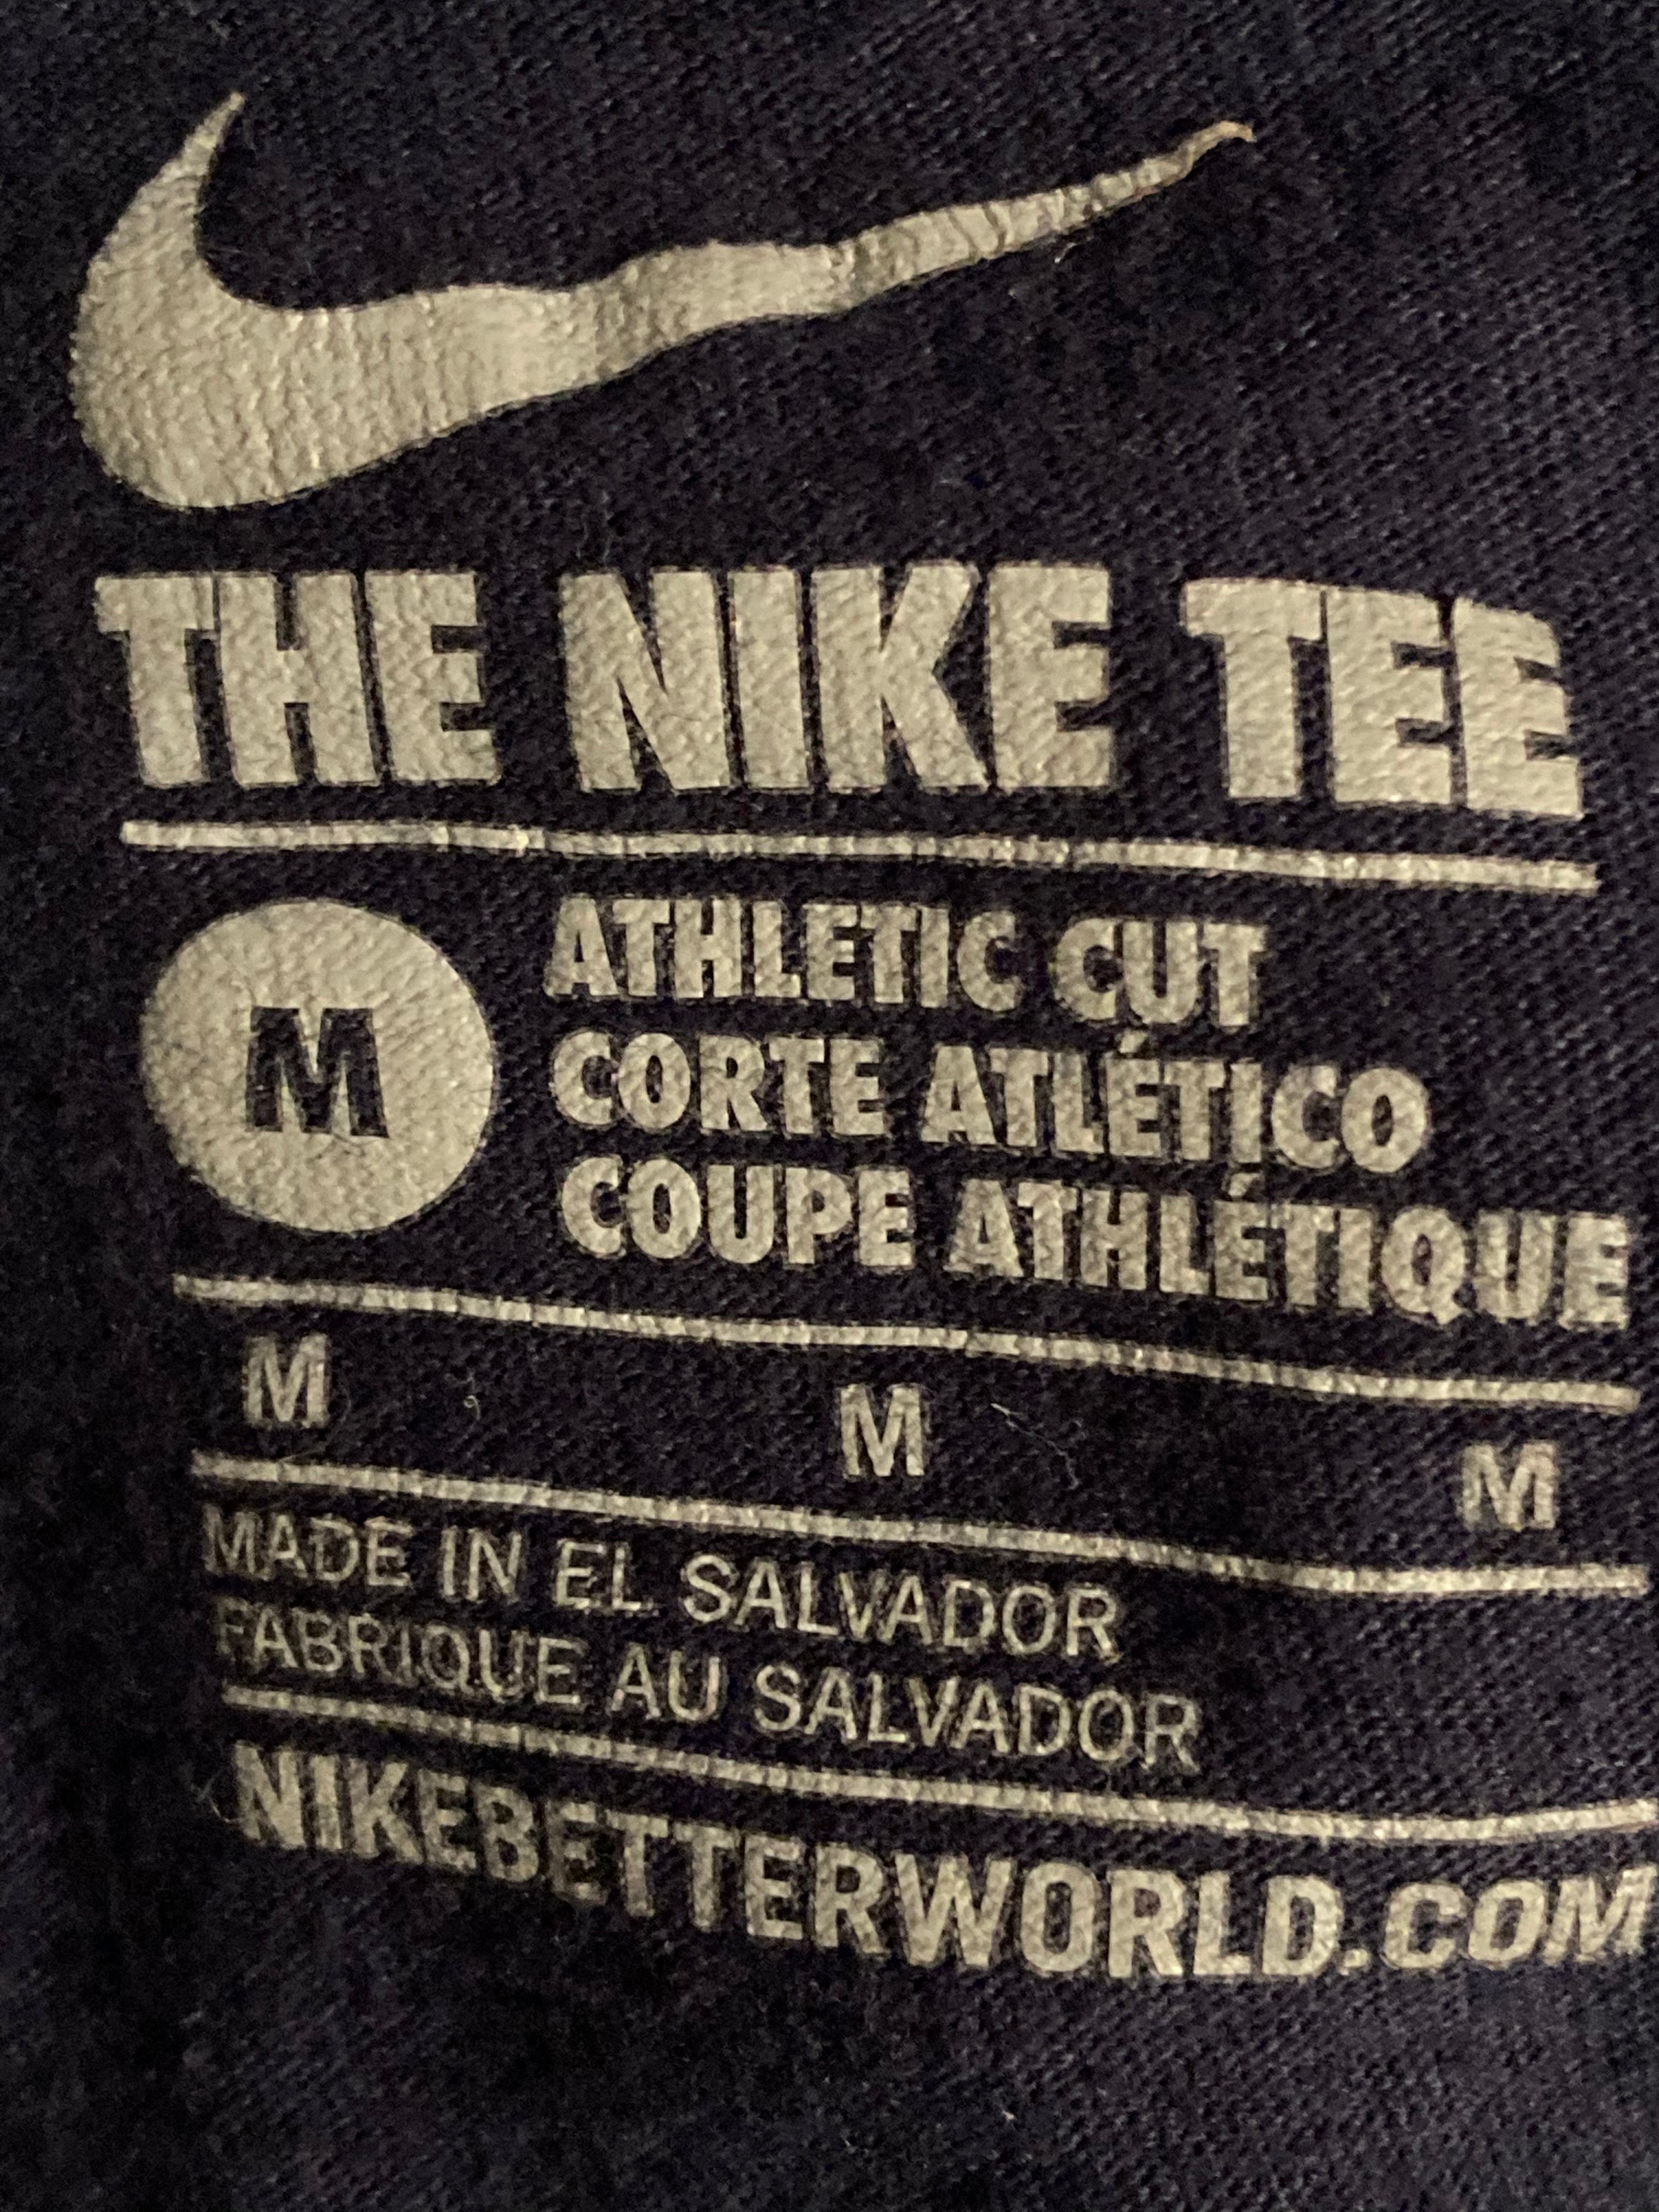 THE NIKE TEE
M
ATHLETIC CUT
CORTE ATLÉTICO
COUPE ATHLÉTIQUE
M M M
MADE IN EL SALVADOR
FABRIQUE AU SALVADOR
NIKEBETTERWORLD.COM